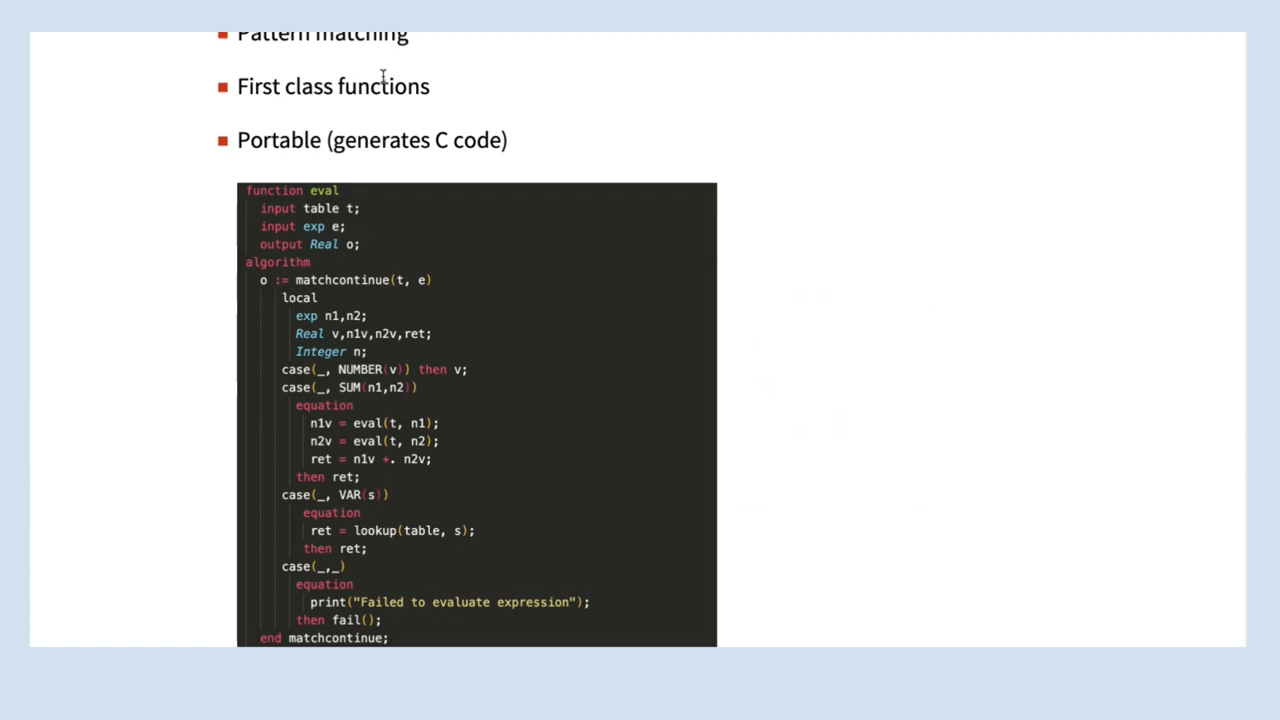 Pattern matching
First class functions
Portable (generates C code)
function eval
input table t;
input exp e;
output Real o;
algorithm
o := matchcontinue(t, e)
local
exp n1,n2;
Real v,n1v,n2v,ret;
Integer n;
case(_, NUMBER(v)) then v;
case(_, SUM(n1,n2))
equation
n1v = eval(t, n1);
n2v = eval(t, n2);
ret = n1v +. n2v;
then ret;
case(_, VAR(s))
equation
ret = lookup(table, s);
then ret;
case(_,_)
equation
print("Failed to evaluate expression");
then fail();
end matchcontinue;